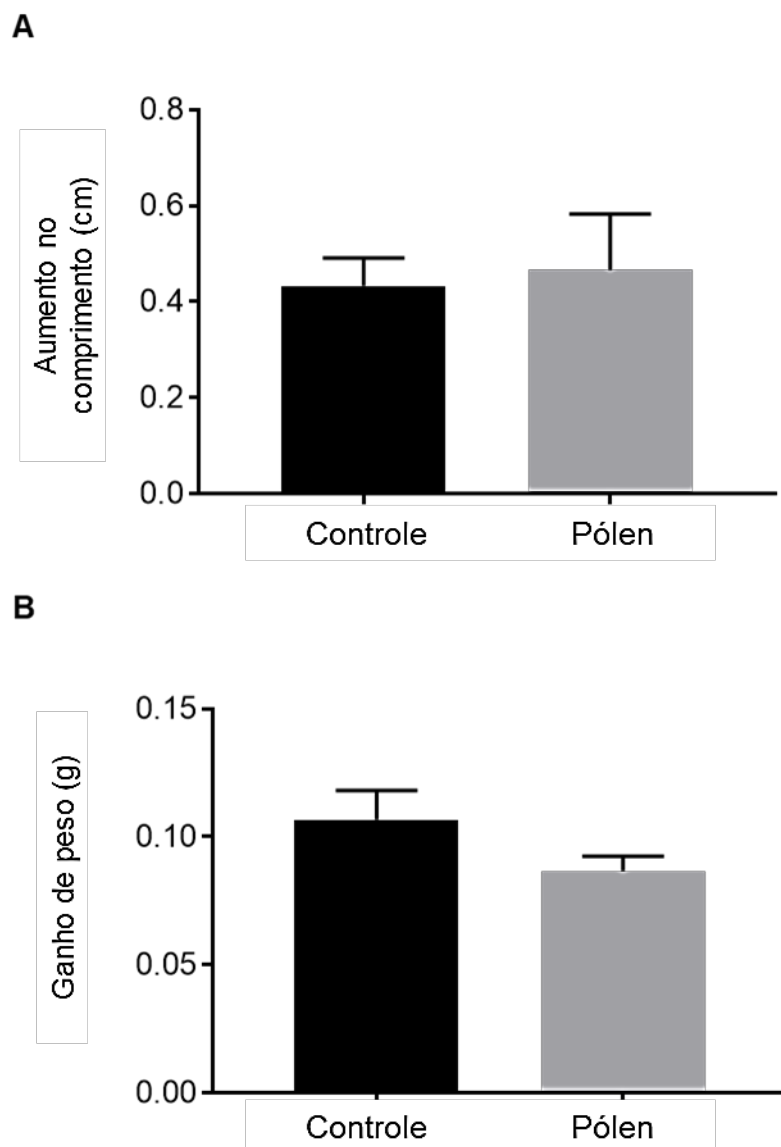 A
Aumento no
comprimento (cm)
0.8
0.6
0.4
0.2
0.0
Controle Pólen
B
Ganho de peso (g)
0.15
0.10
0.05
0.00
Controle Pólen